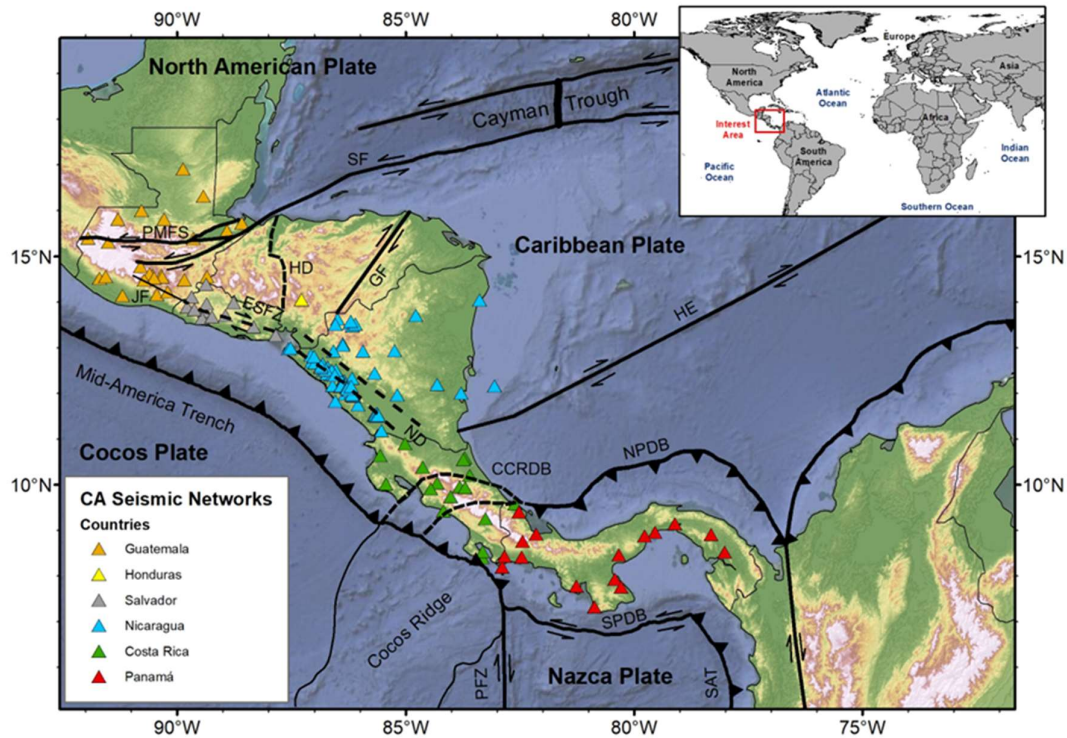 90°W
85°W
80°W
North American Plate
Cayman Trough
SF
Europe
North
America
Asia
Atlantic
Ocean
Interest
Area
Africa
South
America
Pacific
Ocean
Indian
Ocean
Southern Ocean
15°N
15°N
PMFS
HD
GF
Caribbean Plate
JF
ESFZ
HE
Mid-America Trench
ND
Cocos Plate
CCRDB
NPDB
10°N
10°N
CA Seismic Networks
Countries
Guatemala
Honduras
Salvador
Nicaragua
Costa Rica
Panamá
Cocos Ridge
PFZ
SPDB
Nazca Plate
SAT
90°W
85°W
80°W
75°W